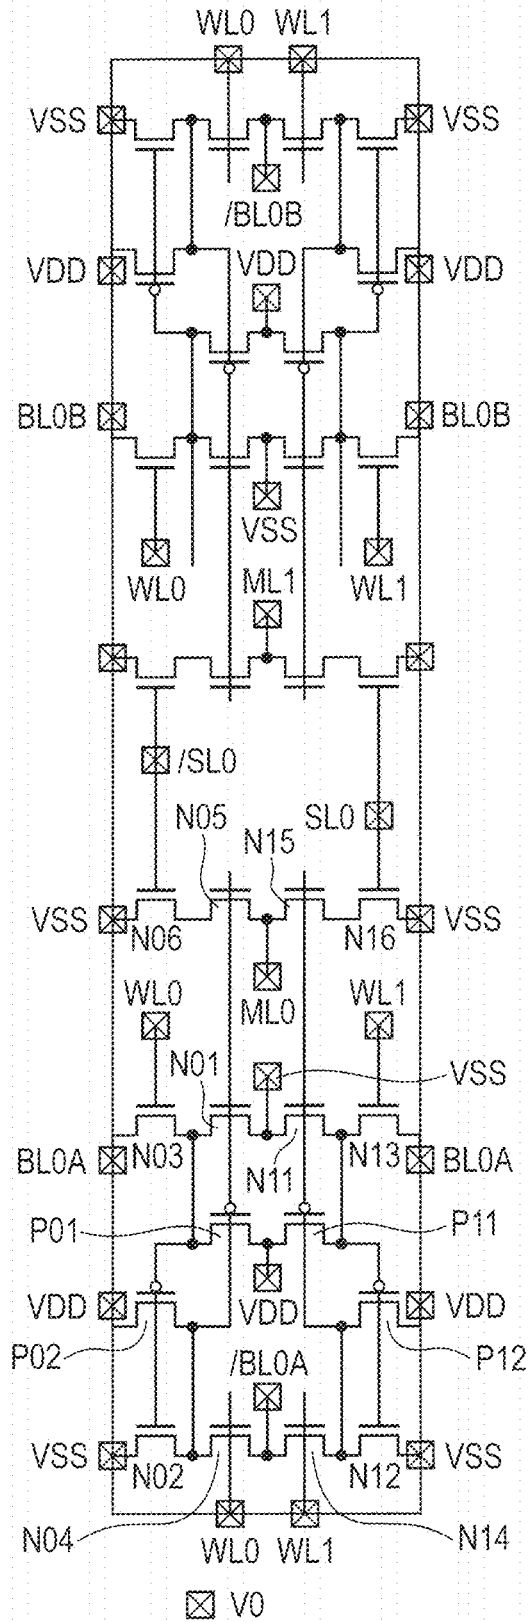 WL0 WL1
VSS VSS
/BL0B
VDD VDD VDD
BL0B BL0B
VSS
WL0 WL1
ML1
/SL0
N05 SL0
N15
VSS VSS
N06 N16
WL0 ML0 WL1
N01 VSS
BL0A N03 N11 N13 BL0A
P01 P11
VDD VDD VDD
P02 /BL0A P12
VSS VSS
N02 N12
N04 N14
WL0 WL1
V0